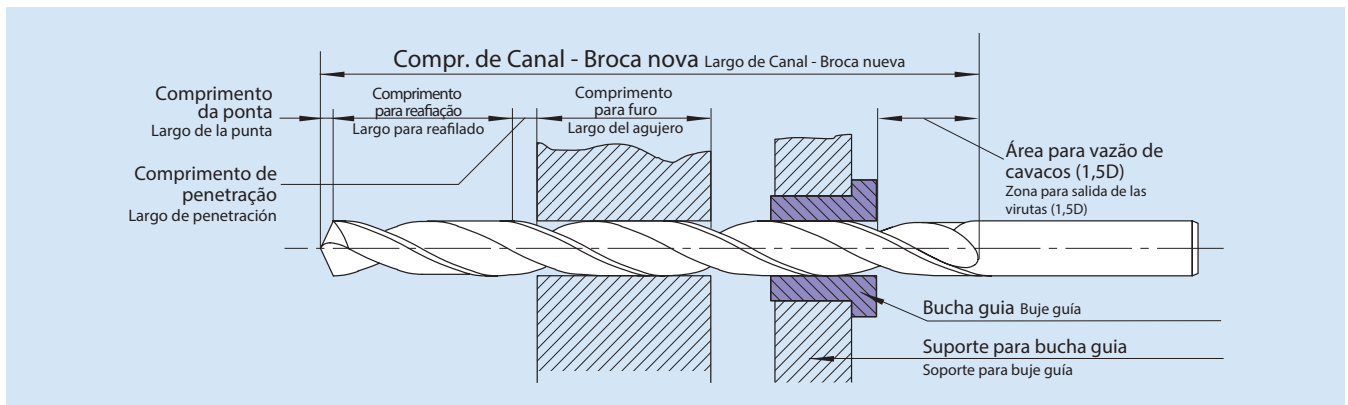 Compr. de Canal - Broca nova Largo de Canal - Broca nueva
Comprimento
da ponta
Largo de la punta
Comprimento
para reafiação
Largo para reafilado
Comprimento
para furo
Largo del agujero
Área para vazão de
cavacos (1,5D)
Zona para salida de las
virutas (1,5D)
Comprimento de
penetração
Largo de penetración
Bucha guia Buje guía
Suporte para bucha guia
Soporte para buje guía